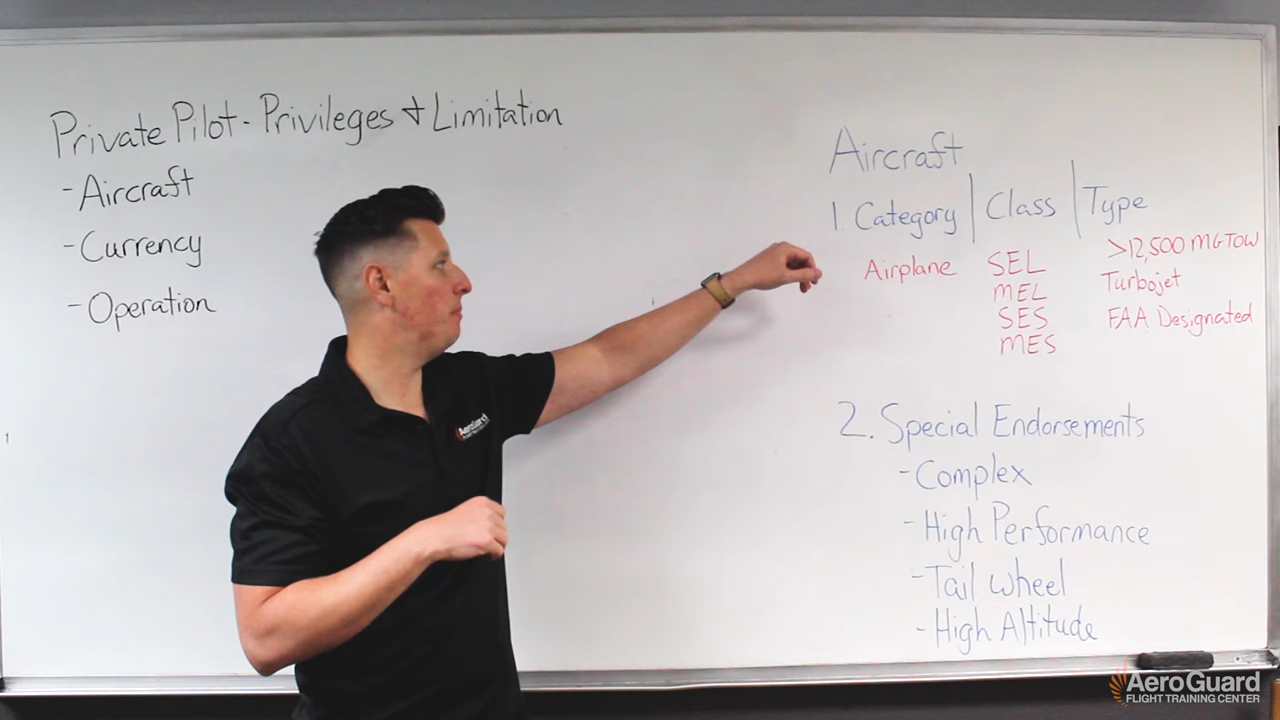 Private Pilot - Privileges & Limitation
- Aircraft
- Currency
- Operation
Aircraft
1. Category | Class | Type
Airplane SEL >12,500 MGTOW
MEL Turbojet
SES FAA Designated
MES
2. Special Endorsements
- Complex
- High Performance
- Tail Wheel
- High Altitude
AeroGuard
AeroGuard
FLIGHT TRAINING CENTER